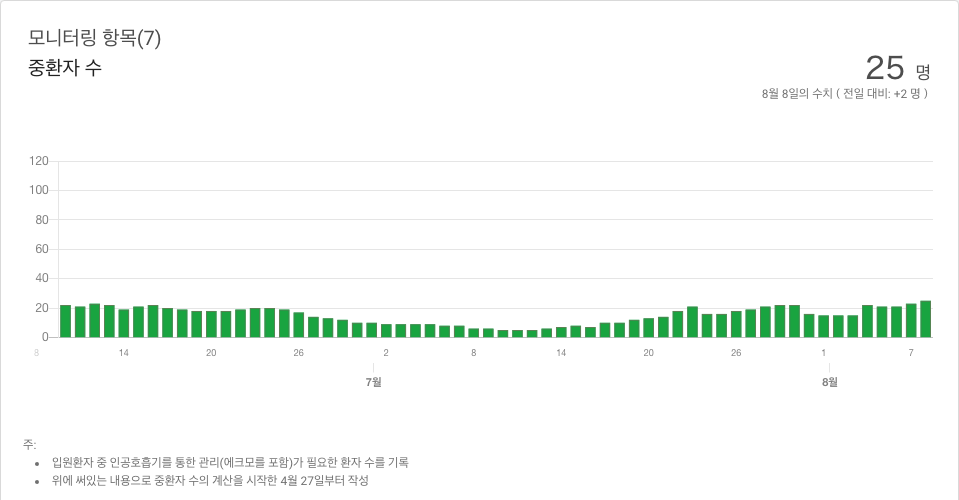 모니터링 항목(7)
중환자 수
25 명
8월 8일의 수치 ( 전일 대비: +2 명 )
120
100
80
60
40
20
0
8 14 20 26 2 8 14 20 26 1 7
7월 8월
주:
• 입원환자 중 인공호흡기를 통한 관리(에크모를 포함)가 필요한 환자 수를 기록
• 위에 써있는 내용으로 중환자 수의 계산을 시작한 4월 27일부터 작성